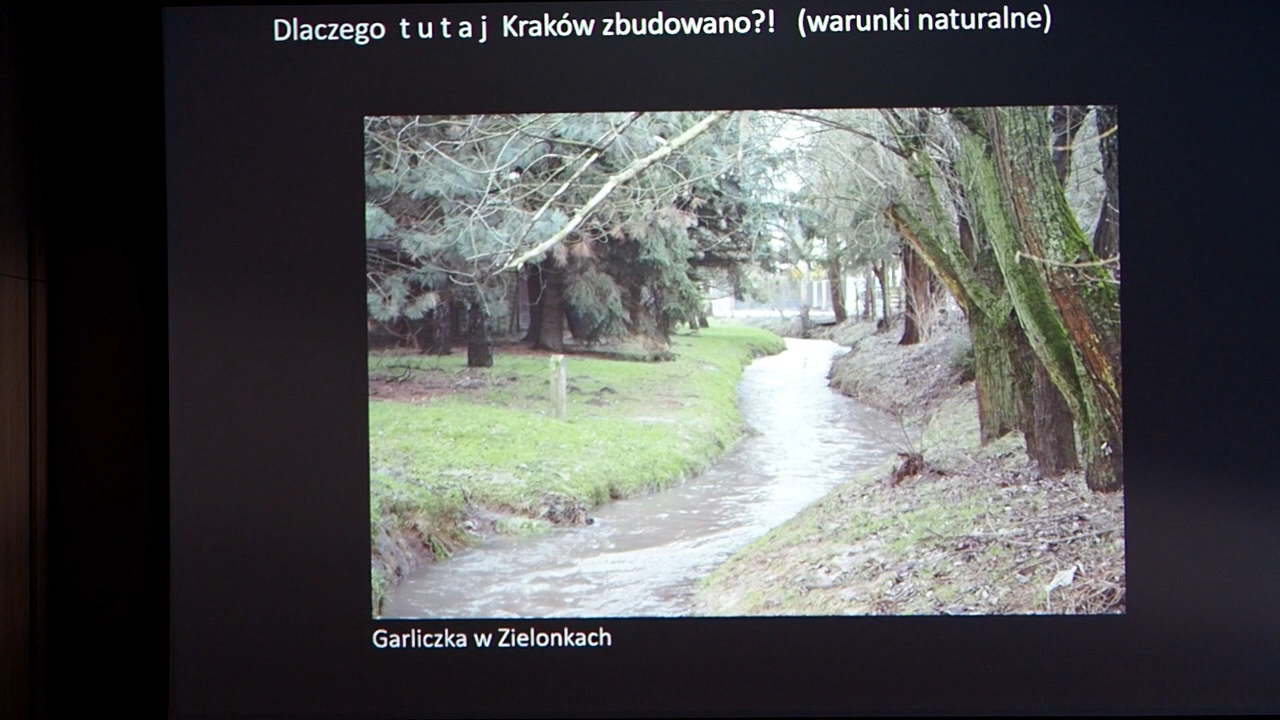 Dlaczego t u t a j Kraków zbudowano?! (warunki naturalne)
Garliczka w Zielonkach